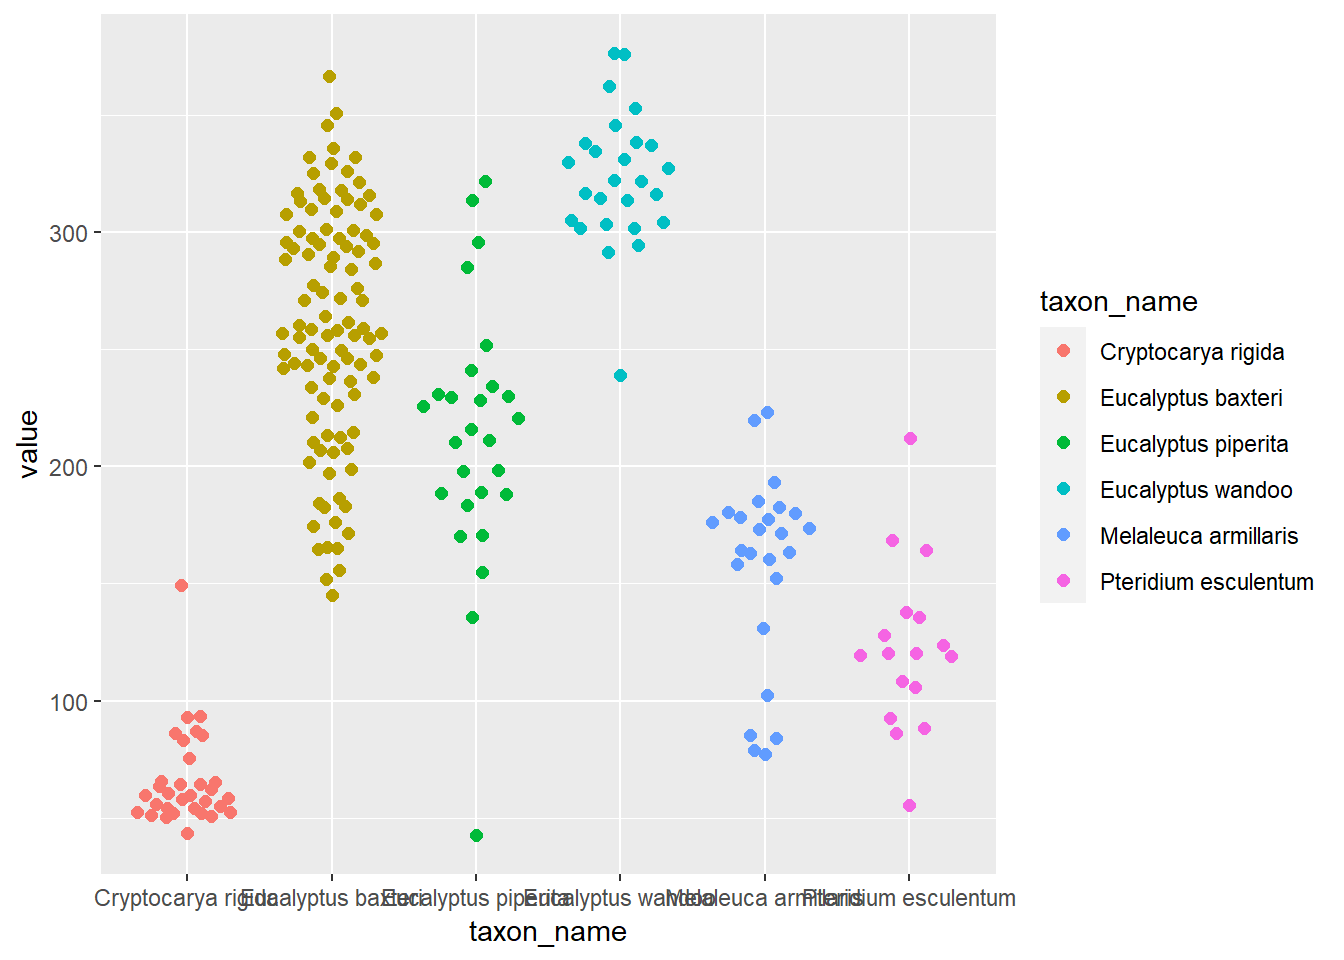 300
200
100
value
Cryptocarya rigida Eucalyptus baxteri Eucalyptus piperita Eucalyptus wandoo Melaleuca armillaris Pteridium esculentum
taxon_name
taxon_name
Cryptocarya rigida
Eucalyptus baxteri
Eucalyptus piperita
Eucalyptus wandoo
Melaleuca armillaris
Pteridium esculentum